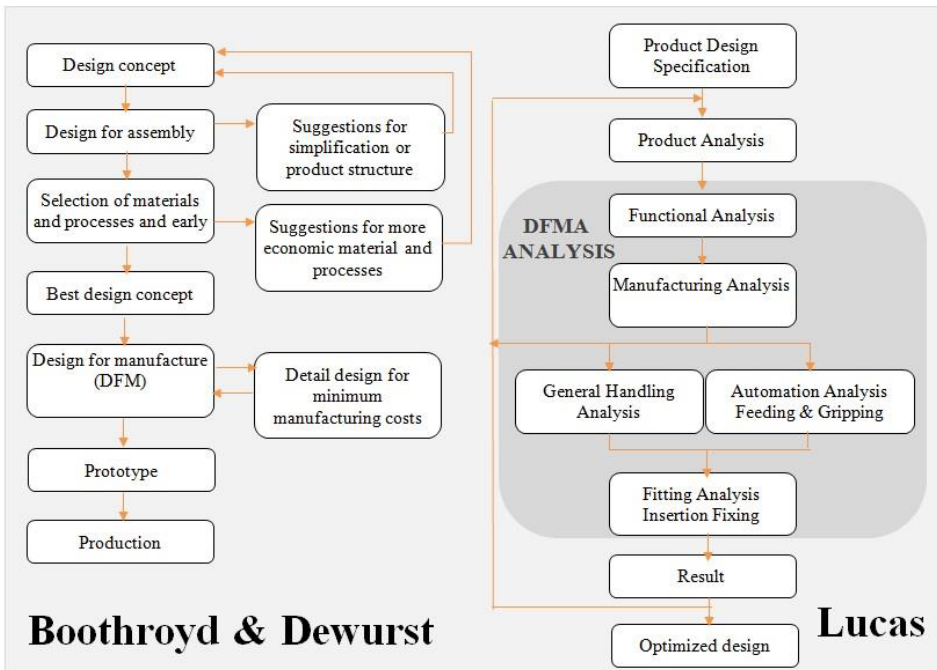 Design concept
Design for assembly
Suggestions for
simplification or
product structure
Selection of materials
and processes and early
Suggestions for more
economic material and
processes
Best design concept
Design for manufacture
(DFM)
Detail design for
minimum
manufacturing costs
Prototype
Production
Boothroyd & Dewurst
Product Design
Specification
Product Analysis
DFMA
ANALYSIS
Functional Analysis
Manufacturing Analysis
General Handling
Analysis
Automation Analysis
Feeding & Gripping
Fitting Analysis
Insertion Fixing
Result
Optimized design
Lucas